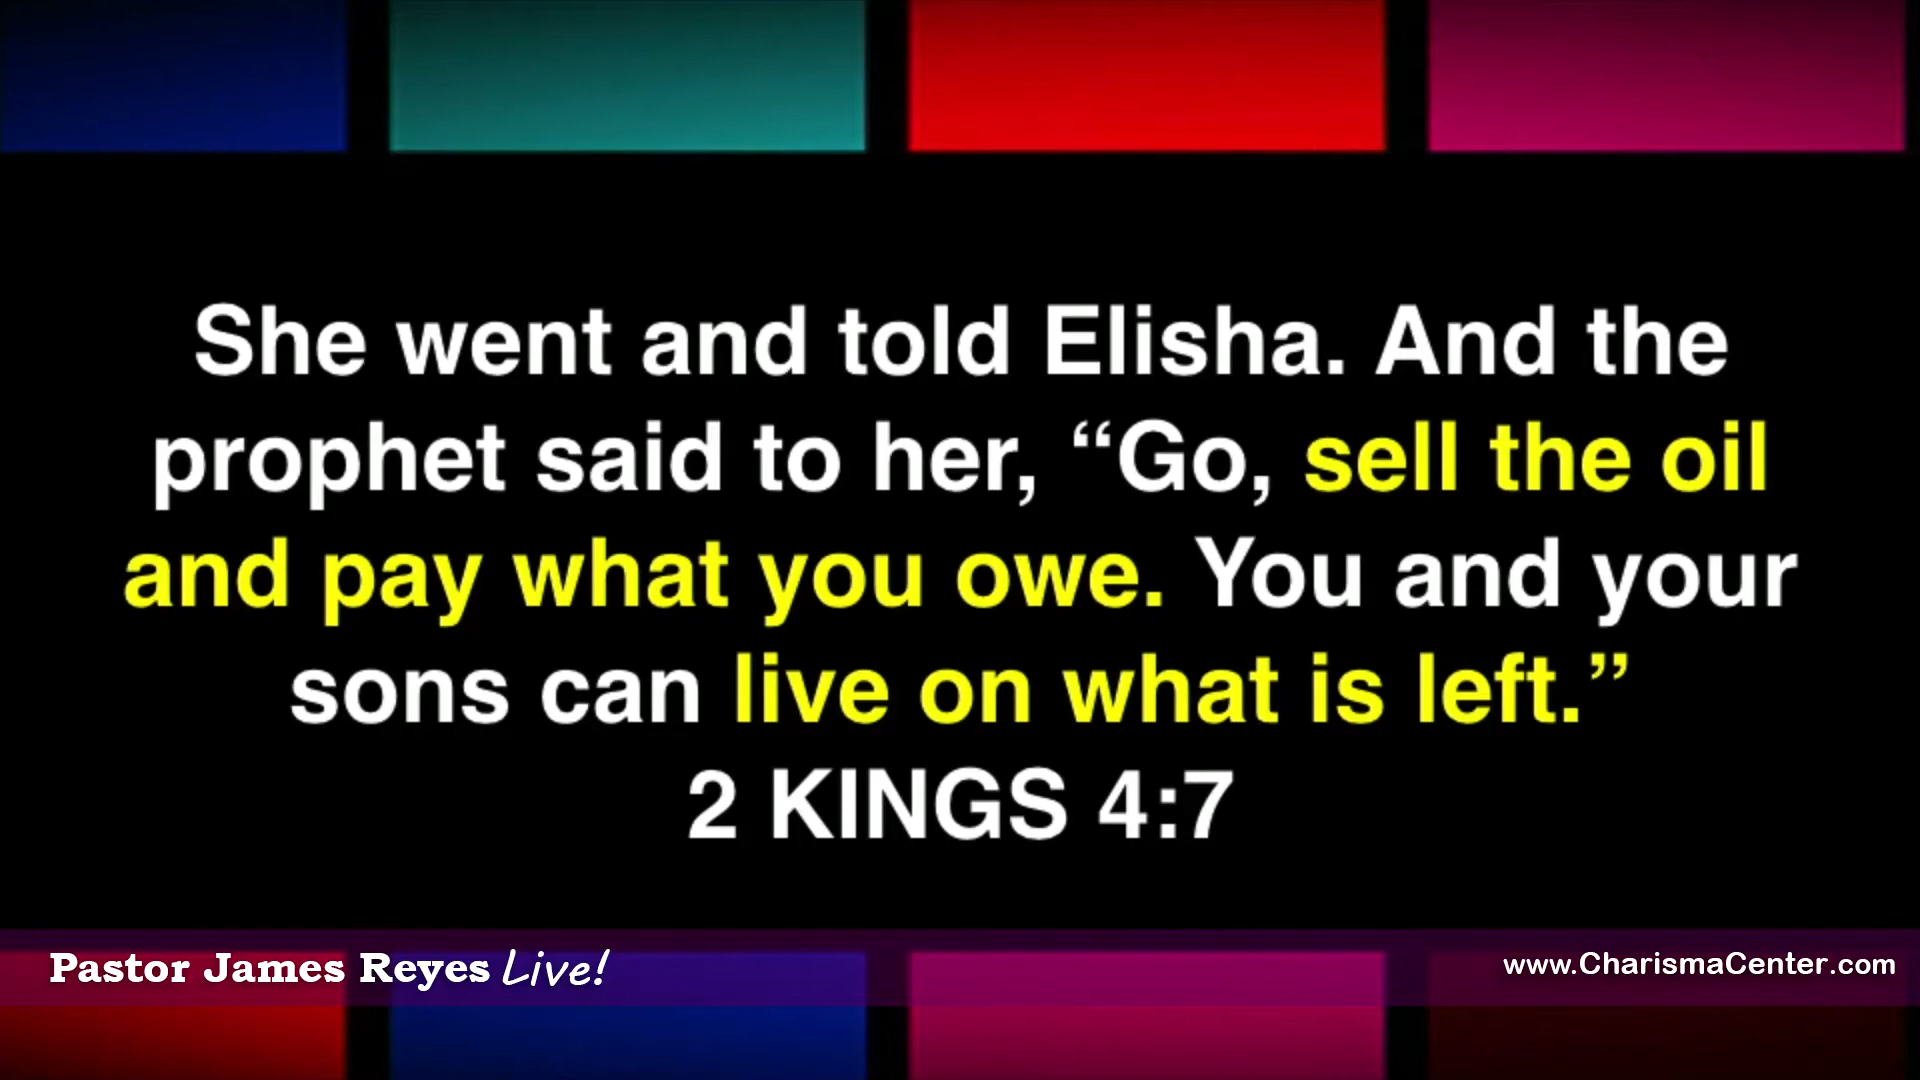 She went and told Elisha. And the
prophet said to her, “Go, sell the oil
and pay what you owe. You and your
sons can live on what is left.”
2 KINGS 4:7
Pastor James Reyes Live!
www.CharismaCenter.com